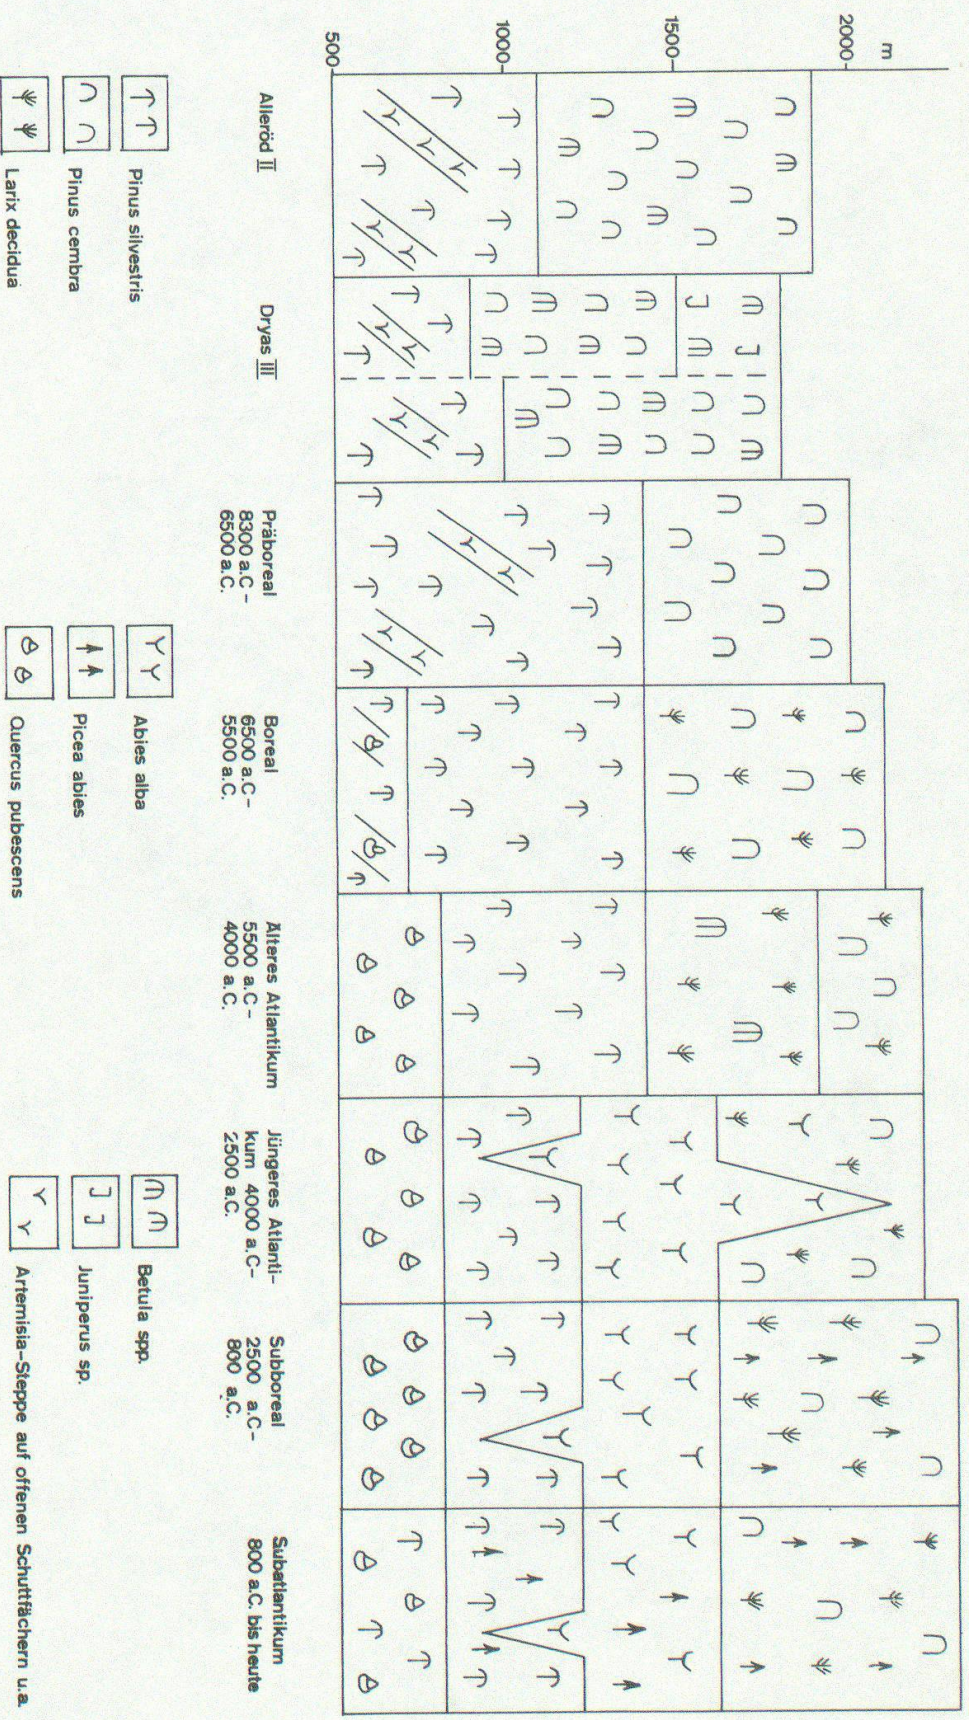 m
2000
1500
1000
500
Alleröd II
Dryas III
Präboreal
8300 a.C –
6500 a.C.
Boreal
6500 a.C–
5500 a.C.
Älteres Atlantikum
5500 a.C –
4000 a.C.
Jüngeres Atlanti-
kum 4000 a.C–
2500 a.C.
Subboreal
2500 a.C–
800 a.C.
Subatlantikum
800 a.C. bis heute
Pinus silvestris
Pinus cembra
Larix decidua
Abies alba
Picea abies
Quercus pubescens
Betula spp.
Juniperus sp.
Artemisia–Steppe auf offenen Schuttfächern u.a.